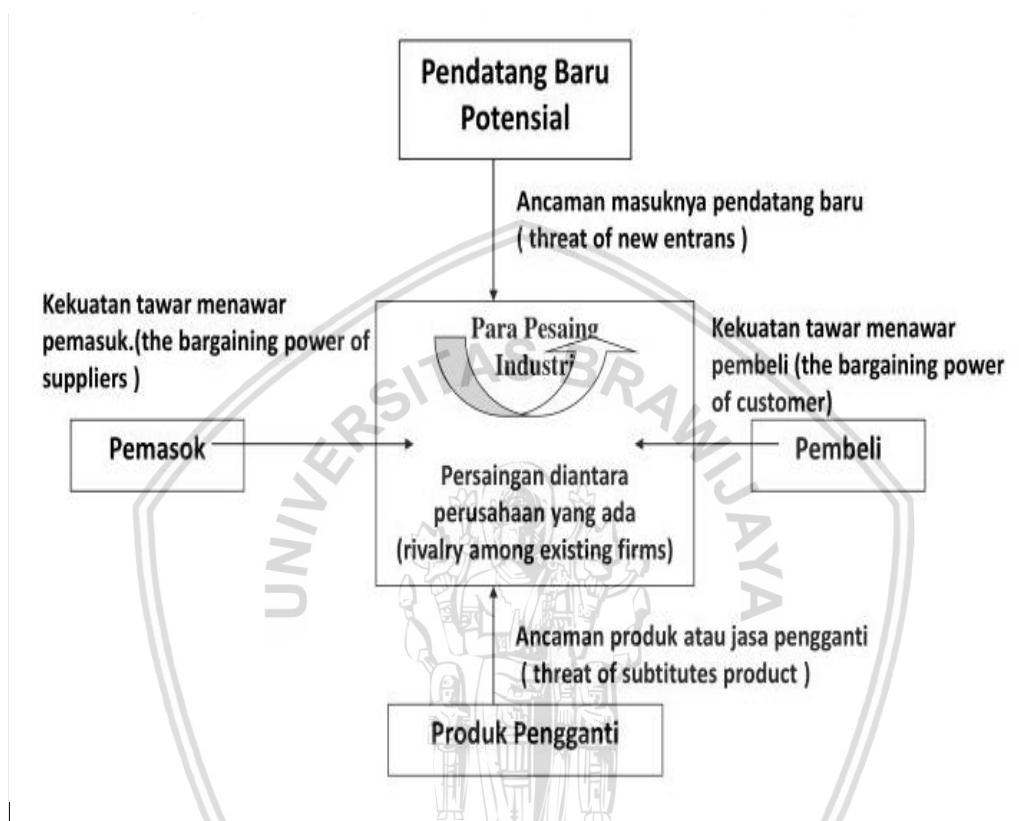 Pendatang Baru
Potensial
Ancaman masuknya pendatang baru
( threat of new entrans )
Kekuatan tawar menawar
pemasuk.(the bargaining power of
suppliers )
Para Pesaing
Industri
Kekuatan tawar menawar
pembeli (the bargaining power
of customer)
Pemasok
Pembeli
Persaingan diantara
perusahaan yang ada
(rivalry among existing firms)
Ancaman produk atau jasa pengganti
( threat of subtitutes product )
Produk Pengganti
UNIVERSITAS BRAWIJAYA